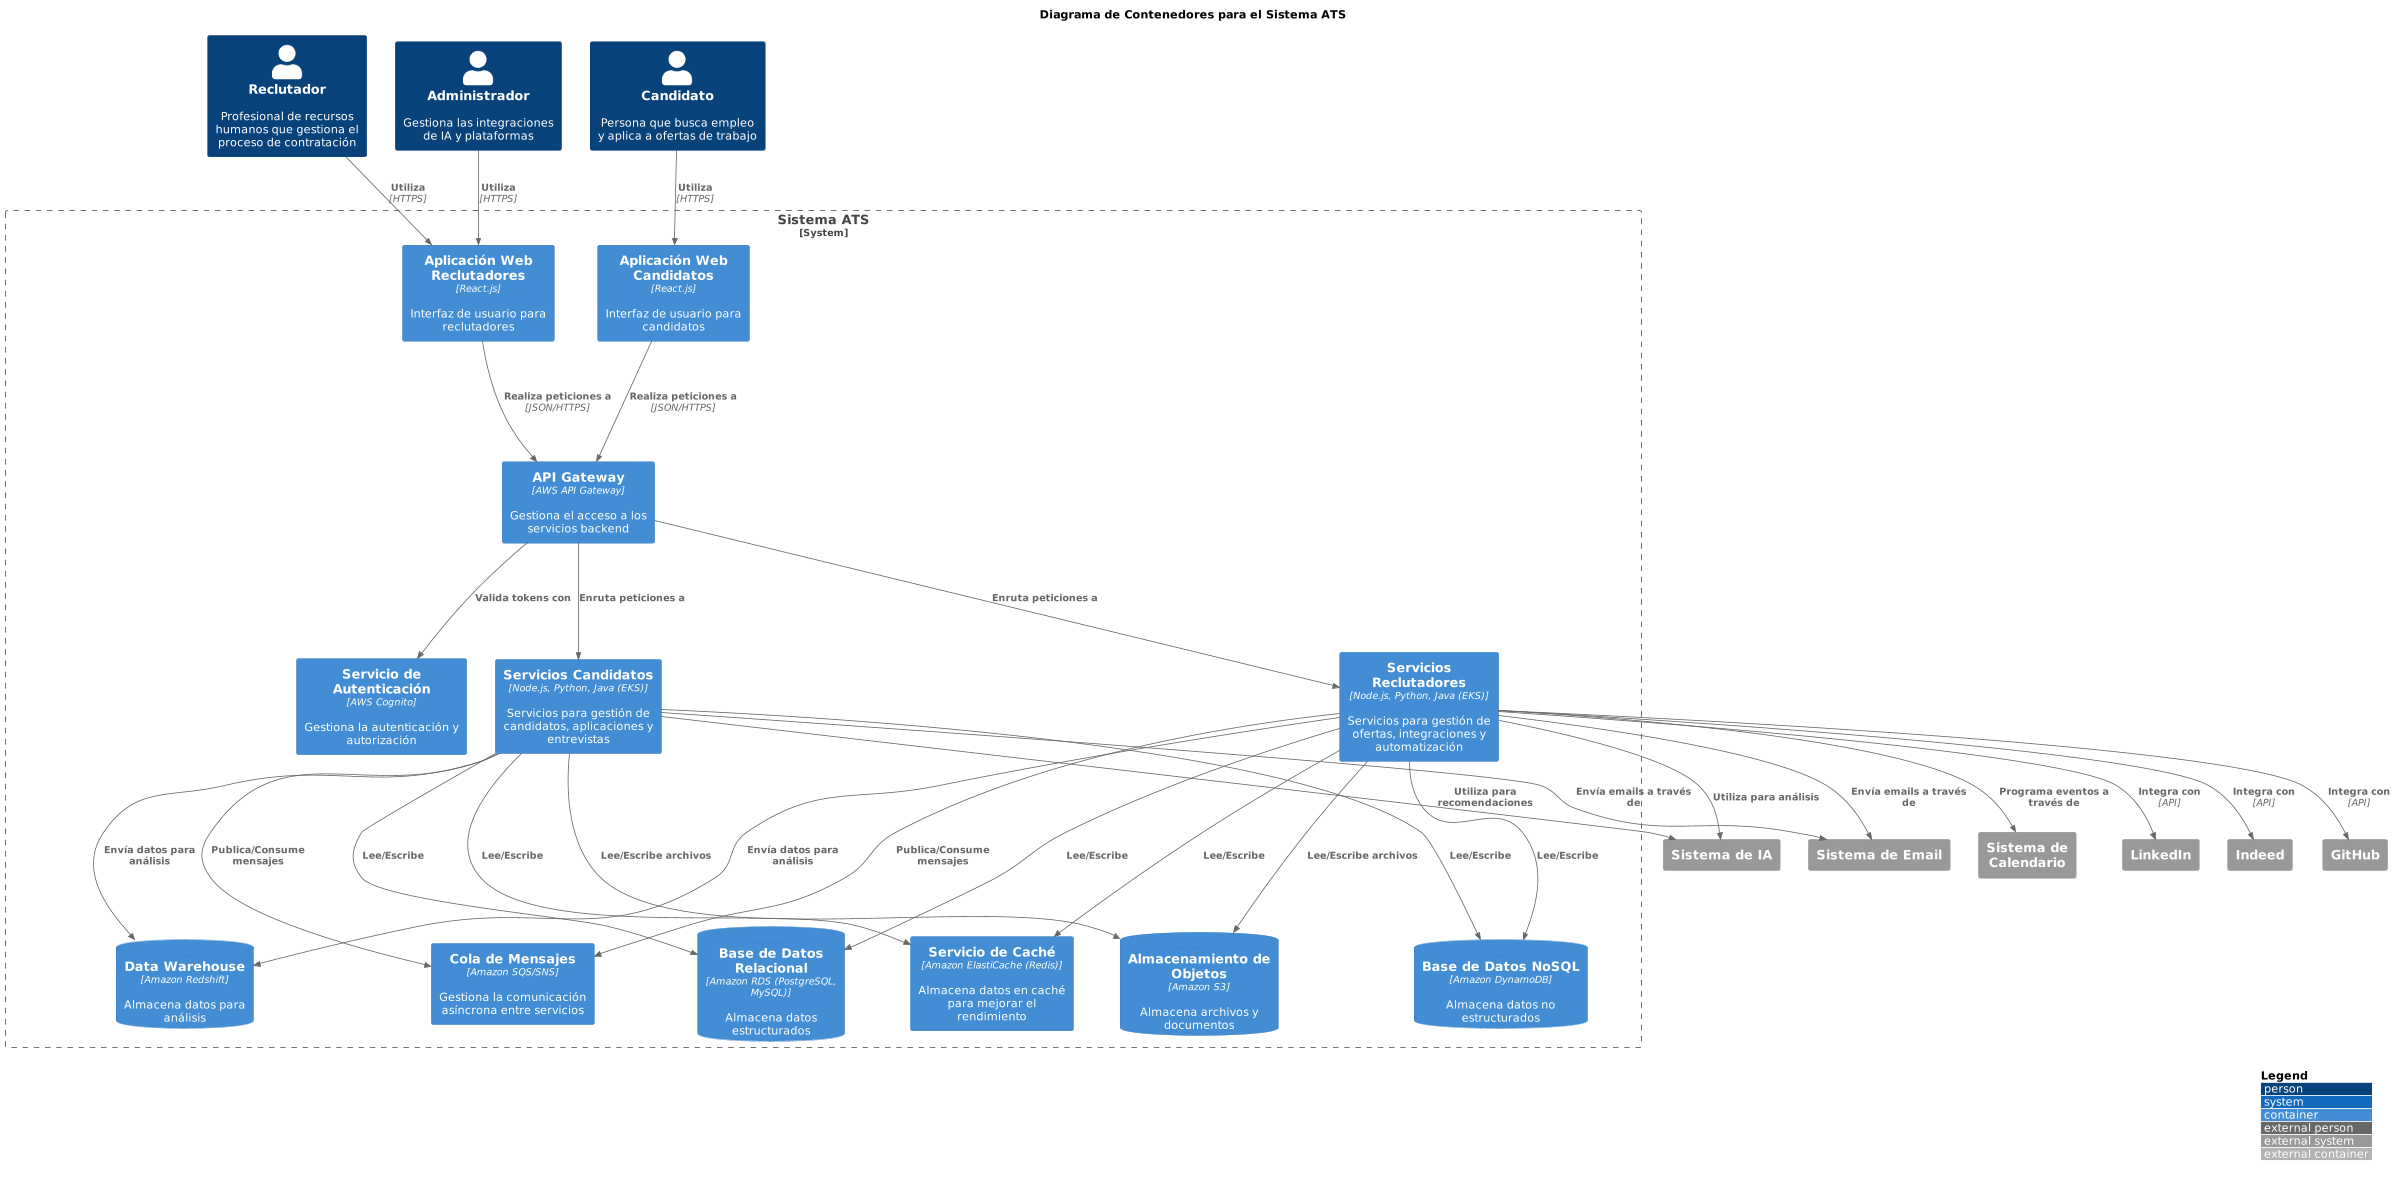 Diagrama de Contenedores para el Sistema ATS
Reclutador
Profesional de recursos
humanos que gestiona el
proceso de contratación
Administrador
Gestiona las integraciones
de IA y plataformas
Candidato
Persona que busca empleo
y aplica a ofertas de trabajo
Utiliza
[HTTPS]
Utiliza
[HTTPS]
Utiliza
[HTTPS]
Sistema ATS
[System]
Aplicación Web
Reclutadores
[React.js]
Interfaz de usuario para
reclutadores
Aplicación Web
Candidatos
[React.js]
Interfaz de usuario para
candidatos
Realiza peticiones a
[JSON/HTTPS]
Realiza peticiones a
[JSON/HTTPS]
API Gateway
[AWS API Gateway]
Gestiona el acceso a los
servicios backend
Valida tokens con
Enruta peticiones a
Enruta peticiones a
Servicio de
Autenticación
[AWS Cognito]
Gestiona la autenticación y
autorización
Servicios Candidatos
[Node.js, Python, Java (EKS)]
Servicios para gestión de
candidatos, aplicaciones y
entrevistas
Servicios
Reclutadores
[Node.js, Python, Java (EKS)]
Servicios para gestión de
ofertas, integraciones y
automatización
Utiliza para
recomendaciones
Envía emails a través
de
Utiliza para análisis
Envía emails a través
de
Programa eventos a
través de
Integra con
[API]
Integra con
[API]
Integra con
[API]
Envía datos para
análisis
Publica/Consume
mensajes
Lee/Escribe
Lee/Escribe
Lee/Escribe archivos
Envía datos para
análisis
Publica/Consume
mensajes
Lee/Escribe
Lee/Escribe
Lee/Escribe archivos
Lee/Escribe
Lee/Escribe
Sistema de IA
Sistema de Email
Sistema de
Calendario
LinkedIn
Indeed
GitHub
Data Warehouse
[Amazon Redshift]
Almacena datos para
análisis
Cola de Mensajes
[Amazon SQS/SNS]
Gestiona la comunicación
asíncrona entre servicios
Base de Datos
Relacional
[Amazon RDS (PostgreSQL,
MySQL)]
Almacena datos
estructurados
Servicio de Caché
[Amazon ElastiCache (Redis)]
Almacena datos en caché
para mejorar el
rendimiento
Almacenamiento de
Objetos
[Amazon S3]
Almacena archivos y
documentos
Base de Datos NoSQL
[Amazon DynamoDB]
Almacena datos no
estructurados
Legend
person
system
container
external person
external system
external container